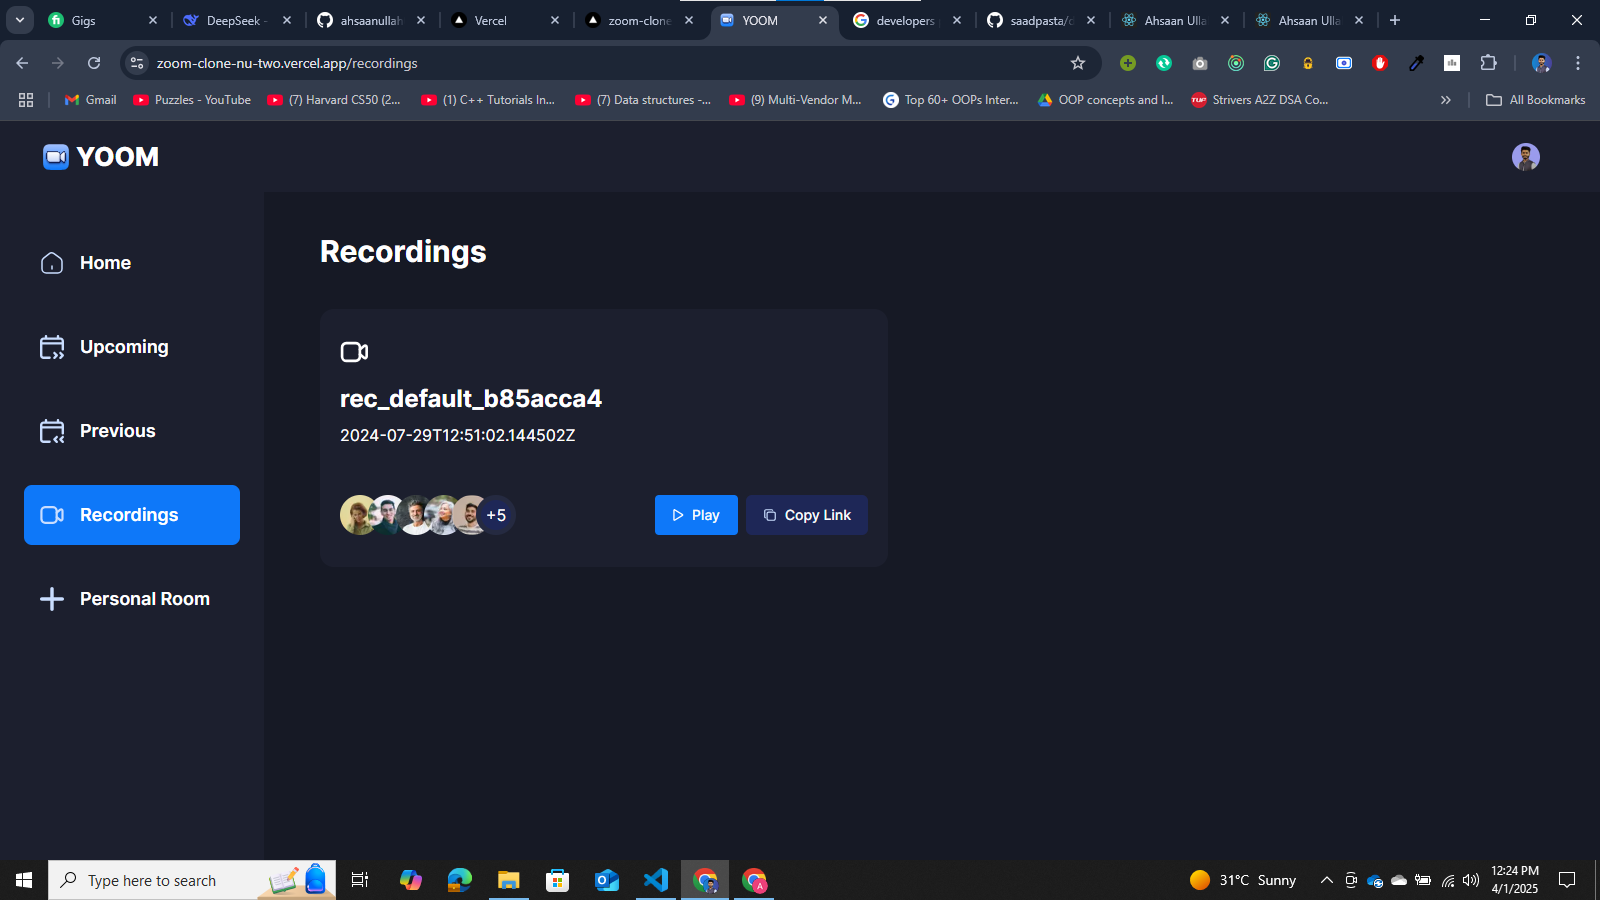 Gigs
DeepSeek -
ahsaanullah
Vercel
zoom-clone
YOOM
developers
saadpasta/d
Ahsaan Ulla
Ahsaan Ulla
zoom-clone-nu-two.vercel.app/recordings
Gmail
Puzzles - YouTube
(7) Harvard CS50 (2...
(1) C++ Tutorials In...
(7) Data structures -...
(9) Multi-Vendor M...
Top 60+ OOPs Inter...
OOP concepts and I...
TUF
Strivers A2Z DSA Co...
All Bookmarks
YOOM
Home
Upcoming
Previous
Recordings
Personal Room
Recordings
rec_default_b85acca4
2024-07-29T12:51:02.144502Z
+5
Play
Copy Link
Type here to search
A
31°C Sunny
12:24 PM
4/1/2025